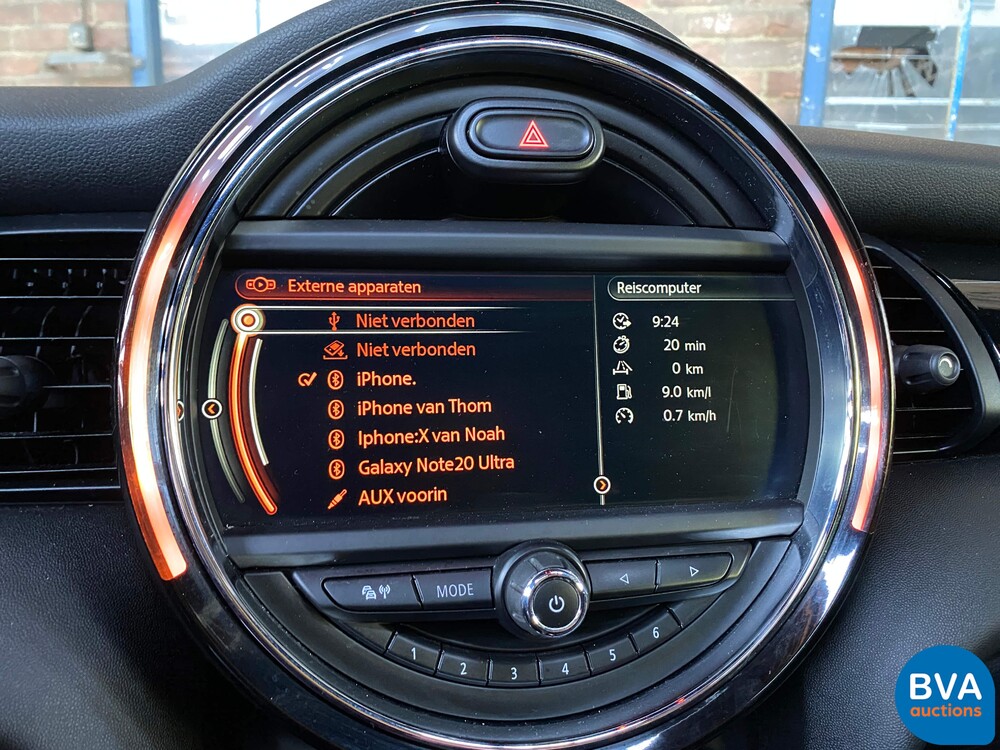 Externe apparaten
Niet verbonden
Niet verbonden
iPhone.
iPhone van Thom
Iphone:X van Noah
Galaxy Note20 Ultra
AUX voorin
Reiscomputer
9:24
20 min
0 km
9.0 km/l
0.7 km/h
MODE
1 2 3 4 5 6
BVA
auctions